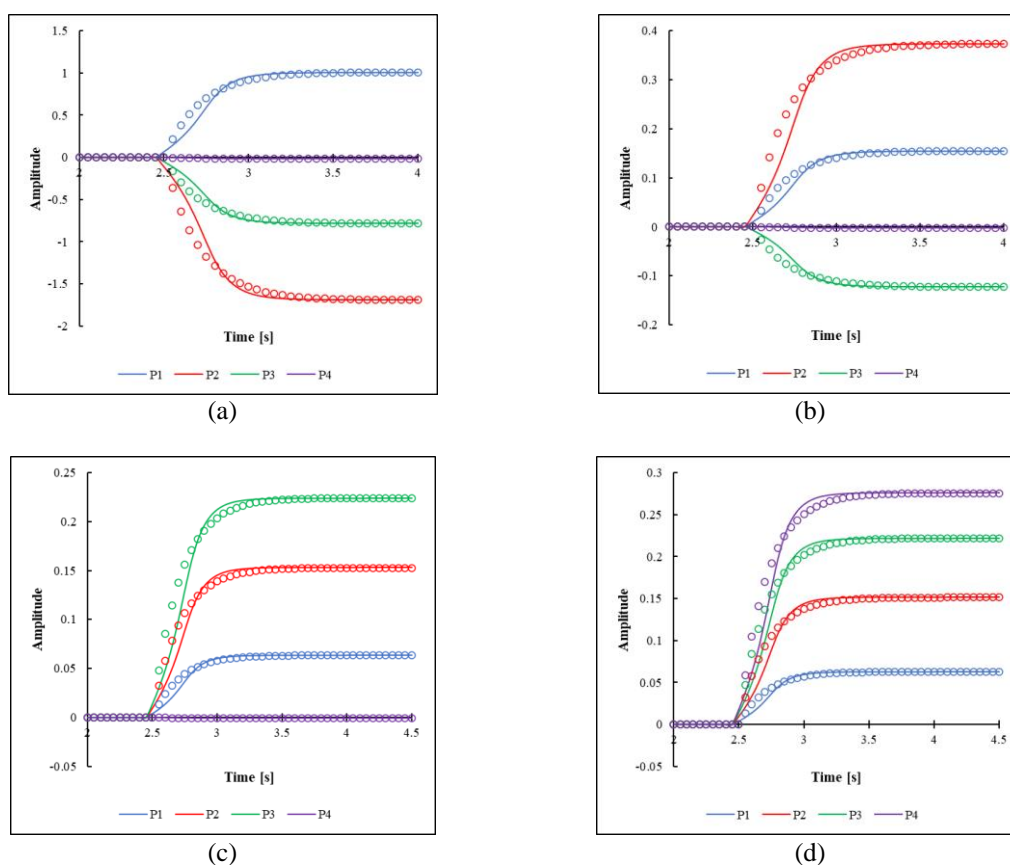 1.5
1
0.5
0
-0.5
-1
-1.5
-2
2 2.5 3 3.5 4
Amplitude
Time [s]
P1 P2 P3 P4
(a)
0.4
0.3
0.2
0.1
0
-0.1
-0.2
2 2.5 3 3.5 4
Amplitude
Time [s]
P1 P2 P3 P4
(b)
0.25
0.2
0.15
0.1
0.05
0
-0.05
2 2.5 3 3.5 4 4.5
Amplitude
Time [s]
P1 P2 P3 P4
(c)
0.3
0.25
0.2
0.15
0.1
0.05
0
-0.05
2 2.5 3 3.5 4 4.5
Amplitude
Time [s]
P1 P2 P3 P4
(d)